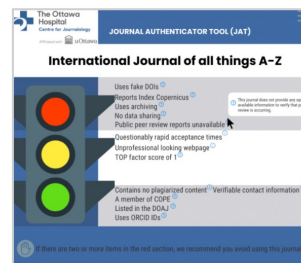 The Ottawa
Hospital
Centre for Journalology
Affiliated with uOttawa
JOURNAL AUTHENTICATOR TOOL (JAT)
International Journal of all things A-Z
Uses fake DOIs
Reports Index Copernicus
Uses archiving
No data sharing
Public peer review reports unavailable
This journal does not provide any
available information to verify that
review is occurring.
Questionably rapid acceptance times
Unprofessional looking webpage
TOP factor score of 1
Contains no plagiarized content Verifiable contact information
A member of COPE
Listed in the DOAJ
Uses ORCID IDs
If there are two or more items in the red section, we recommend you avoid using this journal